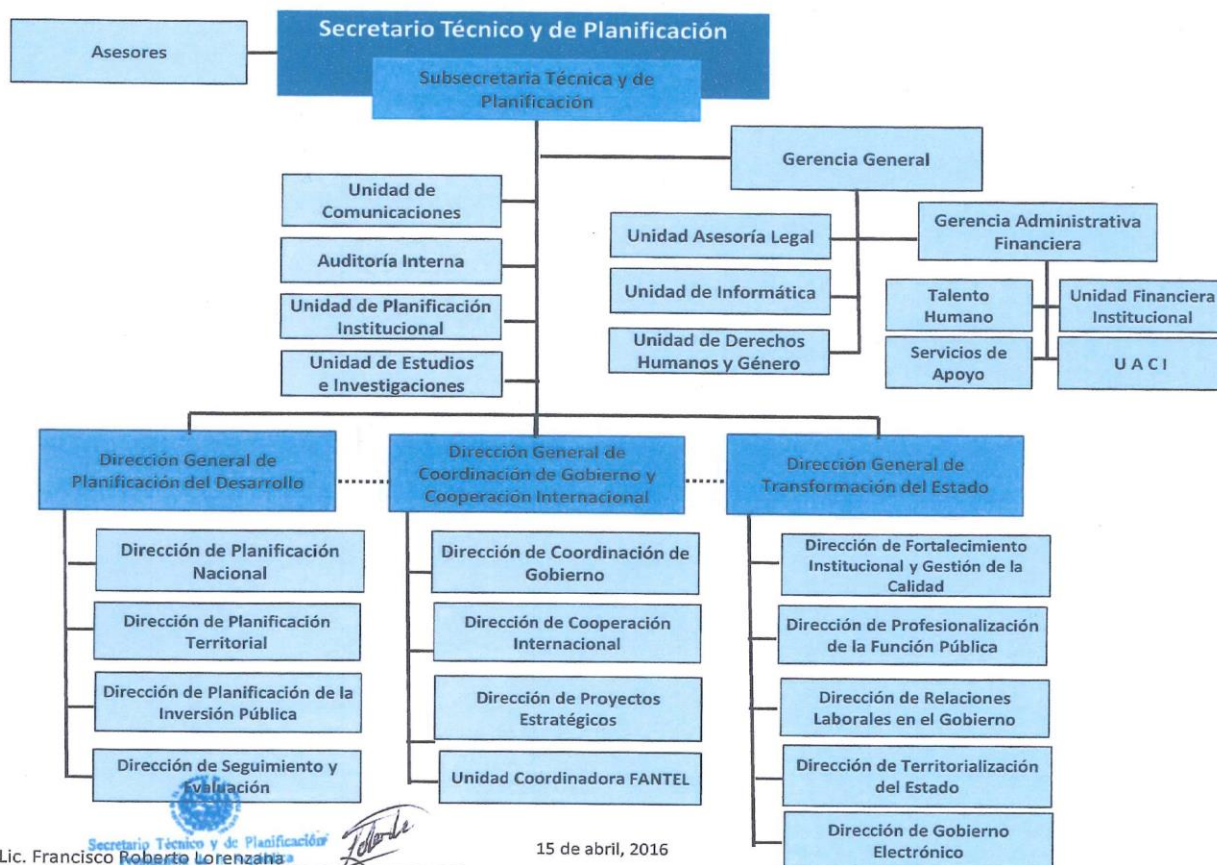 Secretario Técnico y de Planificación
Asesores
Subsecretaria Técnica y de
Planificación
Gerencia General
Unidad de
Comunicaciones
Auditoría Interna
Unidad de Planificación
Institucional
Unidad de Estudios
e Investigaciones
Unidad Asesoría Legal
Unidad de Informática
Unidad de Derechos
Humanos y Género
Gerencia Administrativa
Financiera
Talento
Humano
Unidad Financiera
Institucional
Servicios de
Apoyo
U A C I
Dirección General de
Planificación del Desarrollo
Dirección General de
Coordinación de Gobierno y
Cooperación Internacional
Dirección General de
Transformación del Estado
Dirección de Planificación
Nacional
Dirección de Planificación
Territorial
Dirección de Planificación de la
Inversión Pública
Dirección de Seguimiento y
Evaluación
Dirección de Coordinación de
Gobierno
Dirección de Cooperación
Internacional
Dirección de Proyectos
Estratégicos
Unidad Coordinadora FANTEL
Dirección de Fortalecimiento
Institucional y Gestión de la
Calidad
Dirección de Profesionalización
de la Función Pública
Dirección de Relaciones
Laborales en el Gobierno
Dirección de Territorialización
del Estado
Dirección de Gobierno
Electrónico
Secretario Técnico y de Planificación
Lic. Francisco Roberto Lorenzana
15 de abril, 2016